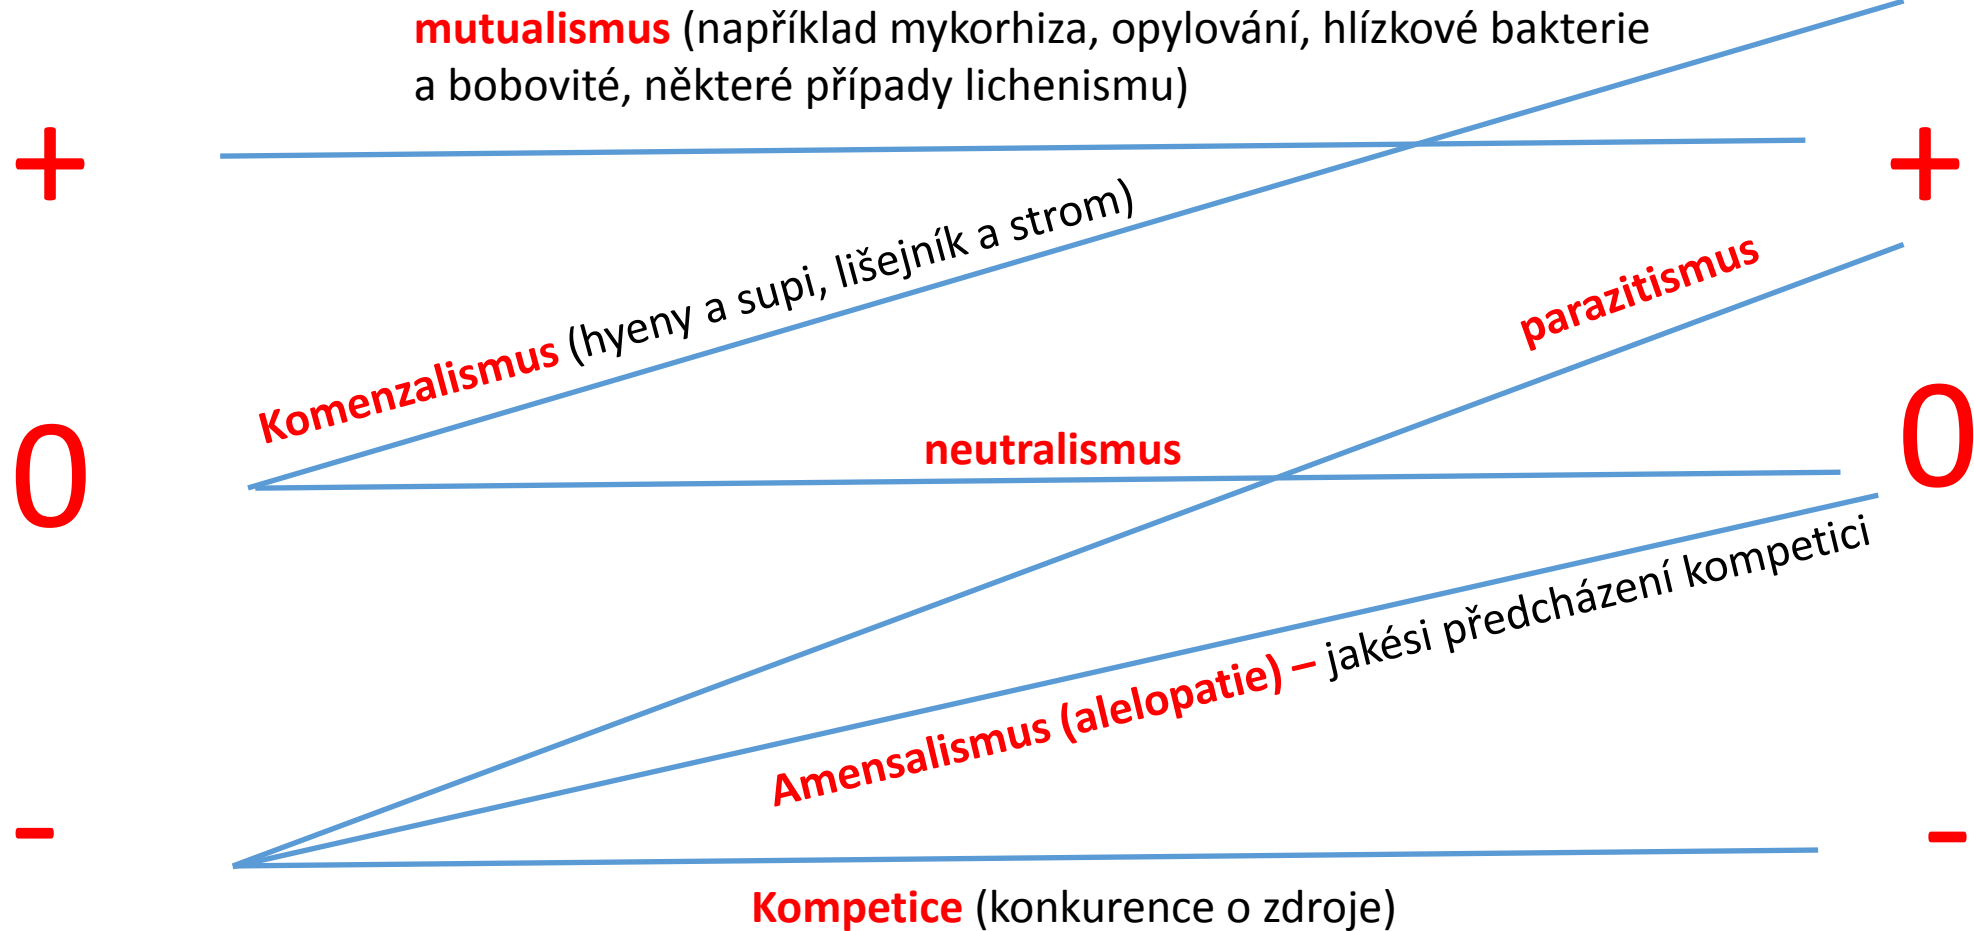 mutualismus (například mykorhiza, opylování, hlízkové bakterie
a bobovité, některé případy lichenismu)
+
+
Komenzalismus (hyeny a supi, lišejník a strom)
parazitismus
0
0
neutralismus
Amensalismus (alelopatie) – jakési předcházení kompetici
-
-
Kompetice (konkurence o zdroje)